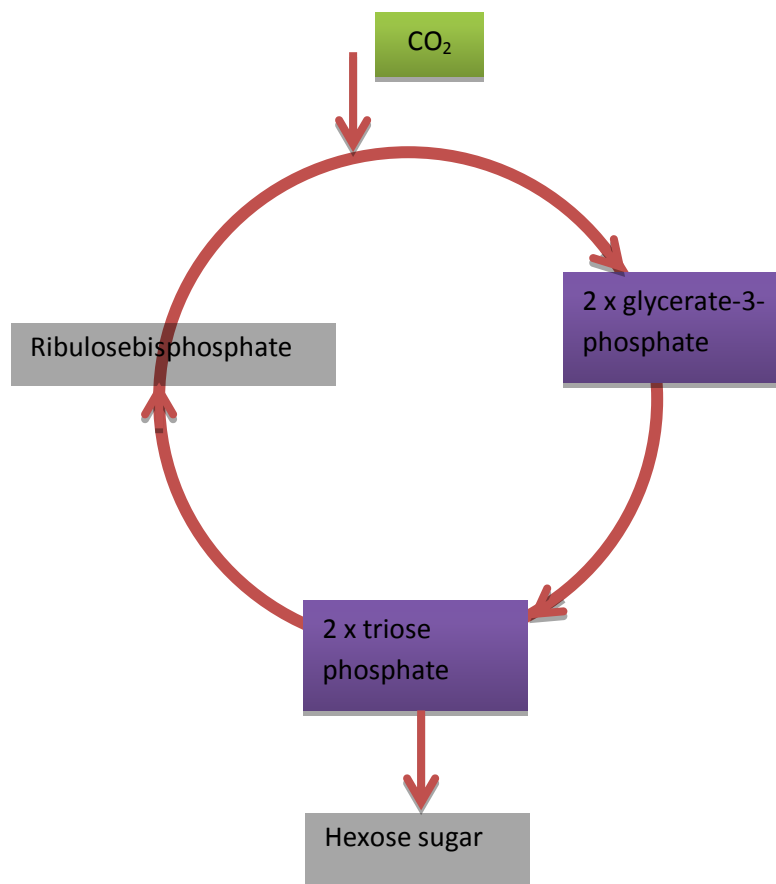 CO₂
2 x glycerate-3-
phosphate
Ribulosebisphosphate
2 x triose
phosphate
Hexose sugar